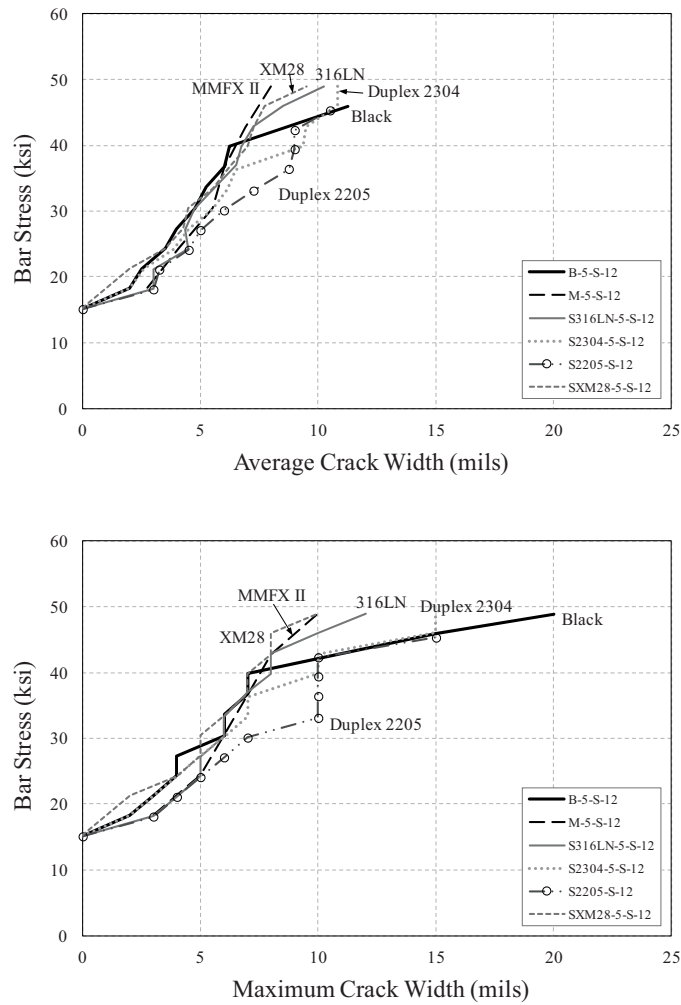 60
50
40
30
20
10
0
Bar Stress (ksi)
MMFX II
XM28
316LN
Duplex 2304
Black
Duplex 2205
B-5-S-12
M-5-S-12
S316LN-5-S-12
S2304-5-S-12
S2205-S-12
SXM28-5-S-12
0 5 10 15 20 25
Average Crack Width (mils)
60
50
40
30
20
10
0
Bar Stress (ksi)
MMFX II
XM28
316LN
Duplex 2304
Black
Duplex 2205
B-5-S-12
M-5-S-12
S316LN-5-S-12
S2304-5-S-12
S2205-S-12
SXM28-5-S-12
0 5 10 15 20 25
Maximum Crack Width (mils)